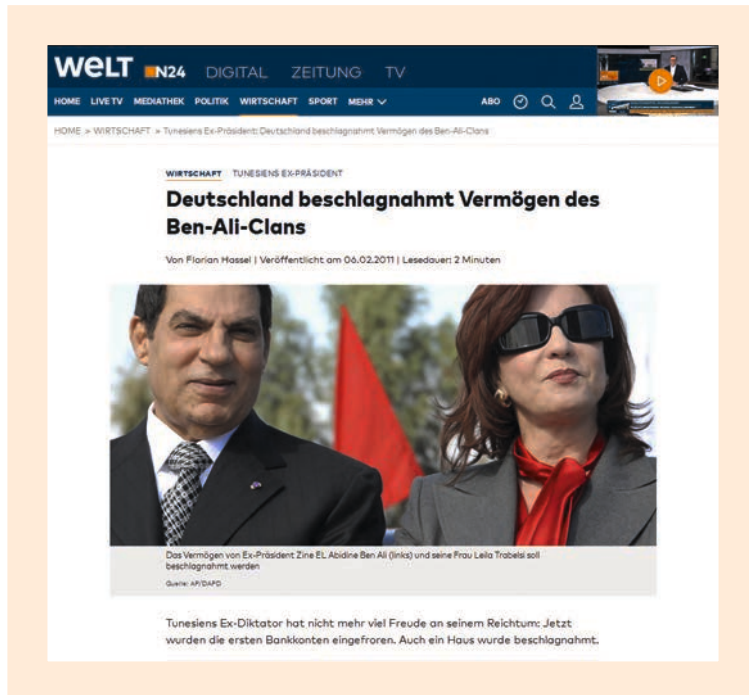 welt N24 DIGITAL ZEITUNG TV
HOME LIVE TV MEDIATHEK POLITIK WIRTSCHAFT SPORT MEHR ABO
HOME » WIRTSCHAFT » Tunesiens Ex-Präsident: Deutschland beschlagnahmt Vermögen des Ben-Ali-Clans
WIRTSCHAFT TUNESIENS EX-PRÄSIDENT
Deutschland beschlagnahmt Vermögen des
Ben-Ali-Clans
Von Florian Hassel | Veröffentlicht am 06.02.2011 | Lesedauer: 2 Minuten
Das Vermögen von Ex-Präsident Zine EL Abidine Ben Ali (links) und seine Frau Leila Trabelsi soll
beschlagnahmt werden
Quelle: AP/DAPD
Tunesiens Ex-Diktator hat nicht mehr viel Freude an seinem Reichtum: Jetzt
wurden die ersten Bankkonten eingefroren. Auch ein Haus wurde beschlagnahmt.